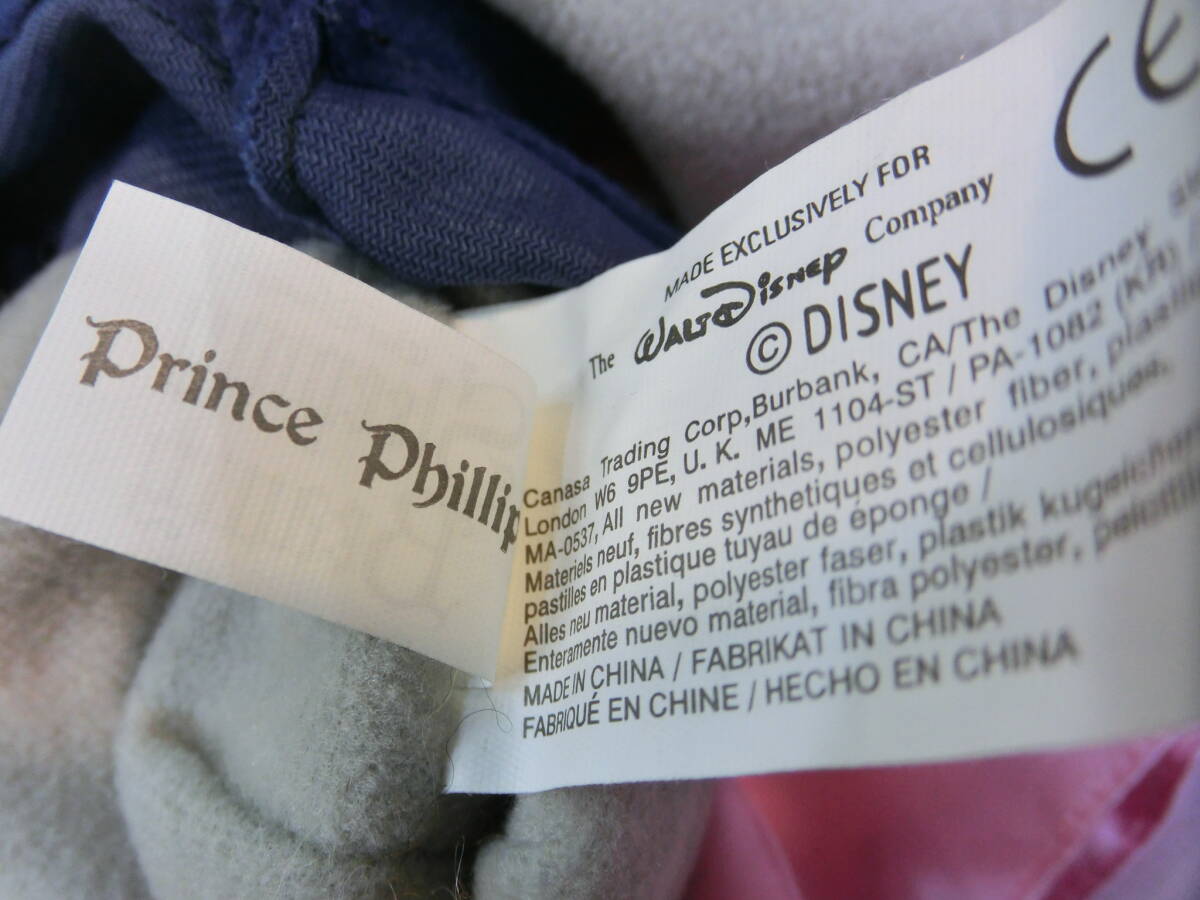 Prince Phillip
CE
MADE EXCLUSIVELY FOR
The WALT DISNEY Company
© DISNEY
Canasa Trading Corp,Burbank, CA/The Disney
London W6 9PE, U. K. ME 1104-ST / PA-1082 (KR)
MA-0537, All new materials, polyester fiber,
Materiels neuf, fibres synthetiques et cellulosiques,
pastilles en plastique tuyau de éponge /
Alles neu material, polyester faser, plastik
Enteramente nuevo material, fibra polyester,
MADE IN CHINA / FABRIKAT IN CHINA
FABRIQUÉ EN CHINE / HECHO EN CHINA